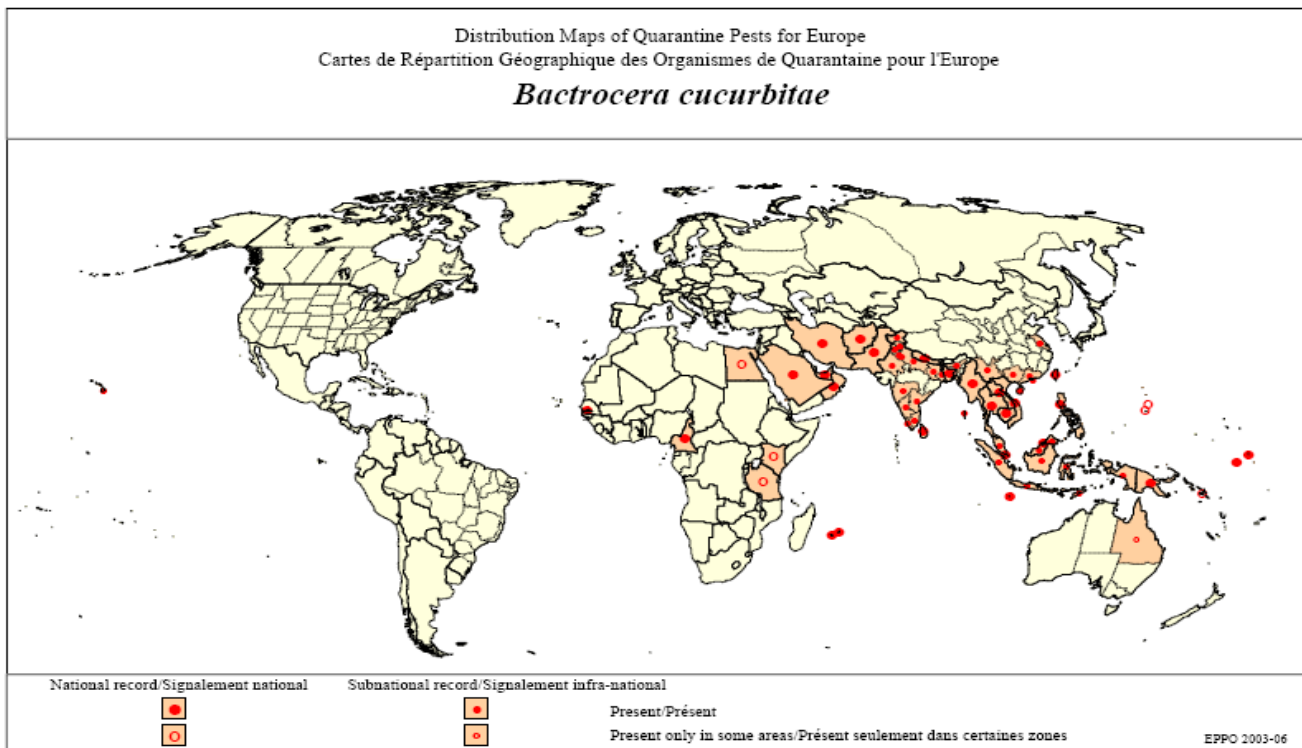 Distribution Maps of Quarantine Pests for Europe
Cartes de Répartition Géographique des Organismes de Quarantaine pour l'Europe
Bactrocera cucurbitae
National record/Signalement national
Subnational record/Signalement infra-national
Present/Présent
Present only in some areas/Présent seulement dans certaines zones
EPPO 2003-06